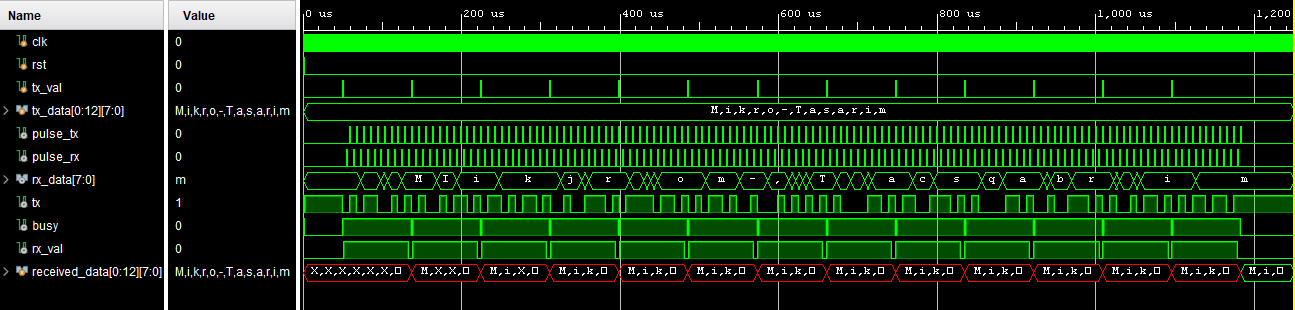 Name Value 0 us 200 us 400 us 600 us 800 us 1,000 us 1,200
clk 0
rst 0
tx_val 0
tx_data[0:12][7:0] M,i,k,r,o,-,T,a,s,a,r,i,m M,i,k,r,o,-,T,a,s,a,r,i,m
pulse_tx 0
pulse_rx 0
rx_data[7:0] m M I i k j r o m - , T a c s q a b r i m
tx 1
busy 0
rx_val 0
received_data[0:12][7:0] M,i,k,r,o,-,T,a,s,a,r,i,m X,X,X,X,X,X,▯ M,X,X,▯ M,i,X,▯ M,i,k,▯ M,i,k,▯ M,i,k,▯ M,i,k,▯ M,i,k,▯ M,i,k,▯ M,i,k,▯ M,i,k,▯ M,i,k,▯ M,i,k,▯ M,i,▯